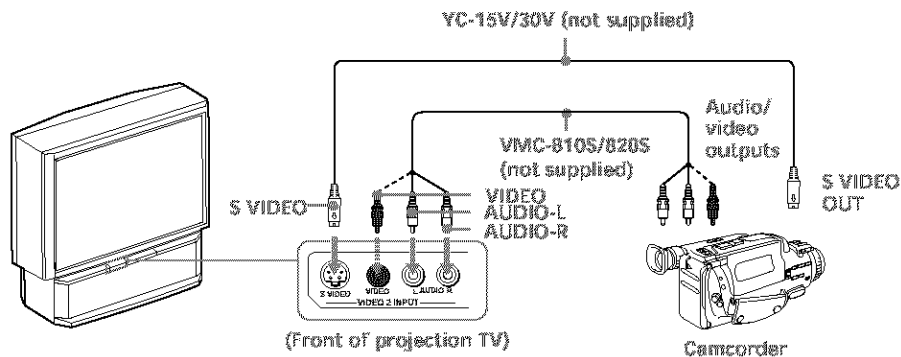 YC-15V/30V (not supplied)
Audio/
video
outputs
VMC-810S/820S
(not supplied)
S VIDEO
OUT
S VIDEO
VIDEO
AUDIO-L
AUDIO-R
S VIDEO
VIDEO
L AUDIO R
VIDEO 2 INPUT
(Front of projection TV)
Camcorder